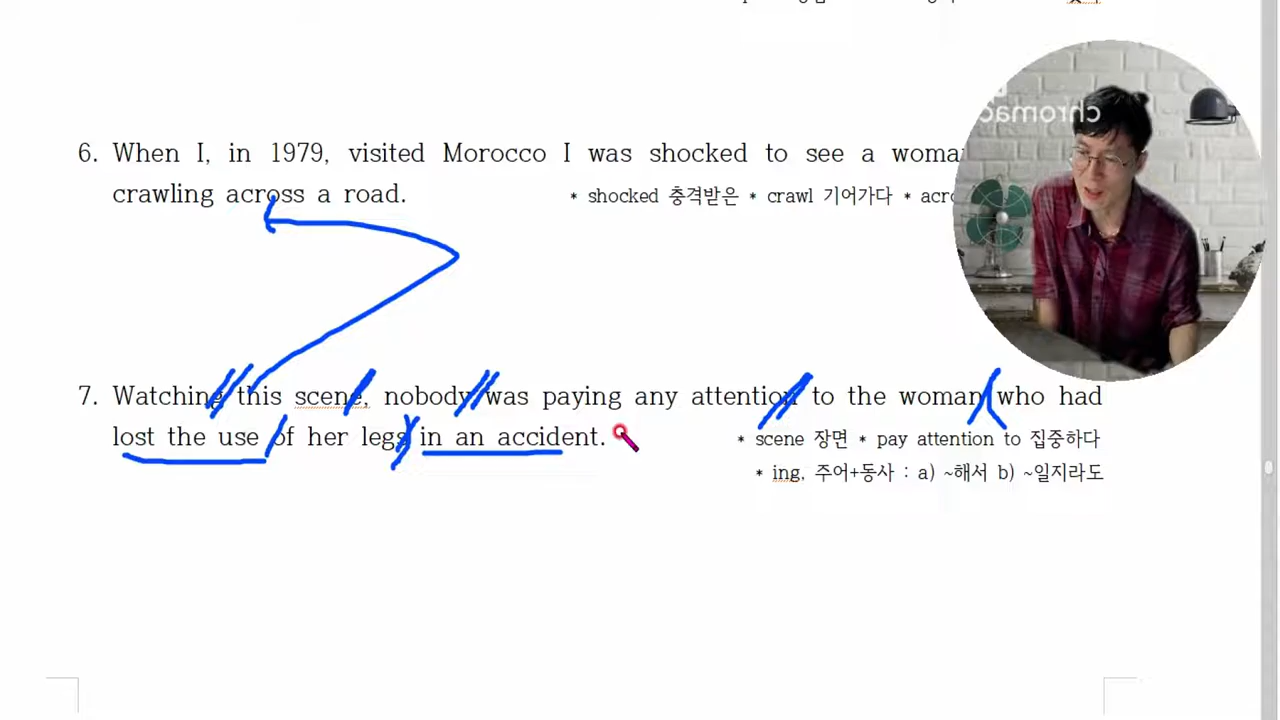 6. When I, in 1979, visited Morocco I was shocked to see a
crawling across a road. * shocked 충격받은 * crawl 기어가다 *
7. Watching this scene, nobody was paying any attention to the woman who had
lost the use of her legs in an accident. * scene 장면 * pay attention to 집중하다
* ing, 주어+동사 : a) ~해서 b) ~일지라도